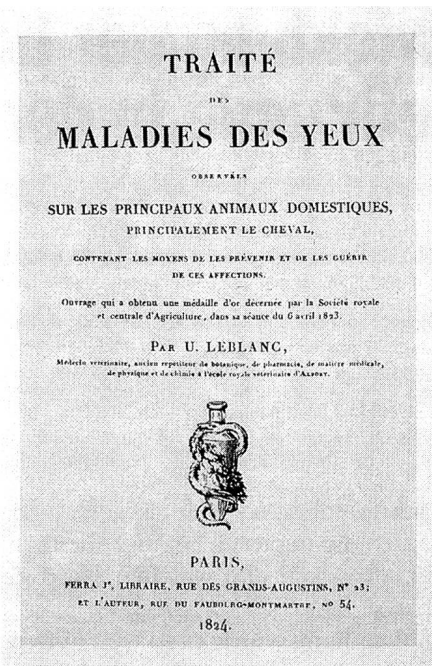 TRAITÉ
DES
MALADIES DES YEUX
OBSERVÉES
SUR LES PRINCIPAUX ANIMAUX DOMESTIQUES,
PRINCIPALEMENT LE CHEVAL,
CONTENANT LES MOYENS DE LES PRÉVENIR ET DE LES GUÉRIR
DE CES AFFECTIONS.
Ouvrage qui a obtenu une médaille d'or décernée par la Société royale
et centrale d'Agriculture, dans sa séance du 6 avril 1823.
PAR U. LEBLANC,
Médecin vétérinaire, ancien répétiteur de botanique, de pharmacie, de matière médicale,
de physique et de chimie à l'école royale vétérinaire d'ALFORT.
PARIS,
FERRA Je, LIBRAIRE, RUE DES GRANDS-AUGUSTINS, N° 23;
ET L'AUTEUR, RUE DU FAUBOURG-MONTMARTRE, NO 54.
1824.